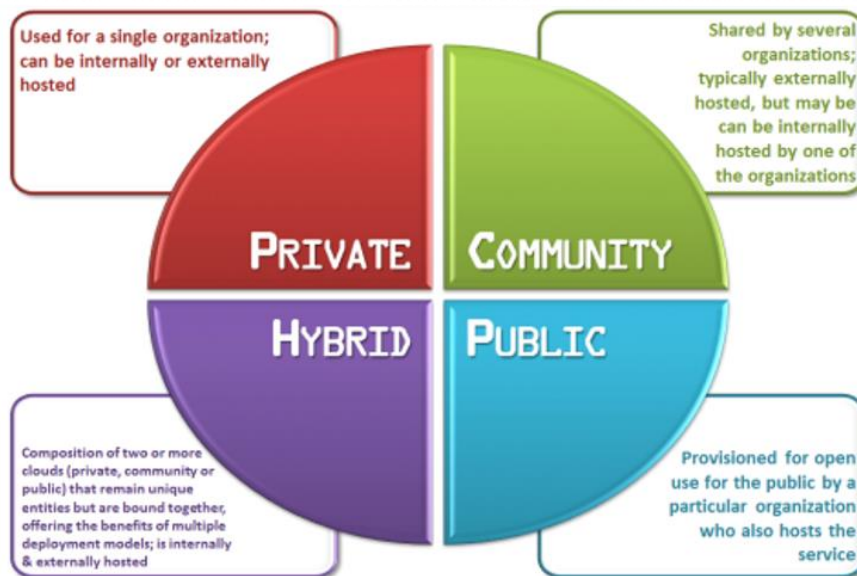 Used for a single organization;
can be internally or externally
hosted
Shared by several
organizations;
typically externally
hosted, but may be
can be internally
hosted by one of
the organizations
PRIVATE
COMMUNITY
HYBRID
PUBLIC
Composition of two or more
clouds (private, community or
public) that remain unique
entities but are bound together,
offering the benefits of multiple
deployment models; is internally
& externally hosted
Provisioned for open
use for the public by a
particular organization
who also hosts the
service